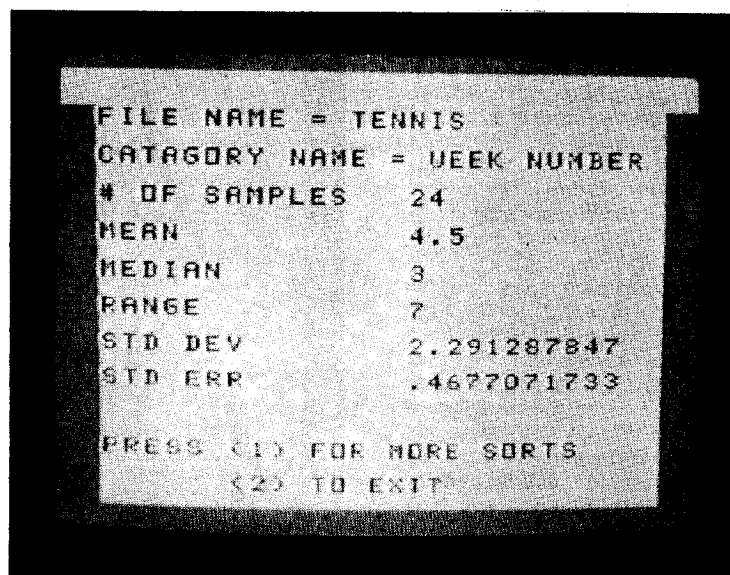 FILE NAME = TENNIS
CATAGORY NAME = WEEK NUMBER
# OF SAMPLES 24
MEAN 4.5
MEDIAN 3
RANGE 7
STD DEV 2.291287847
STD ERR .4677071733
PRESS (1) FOR MORE SORTS
(2) TO EXIT